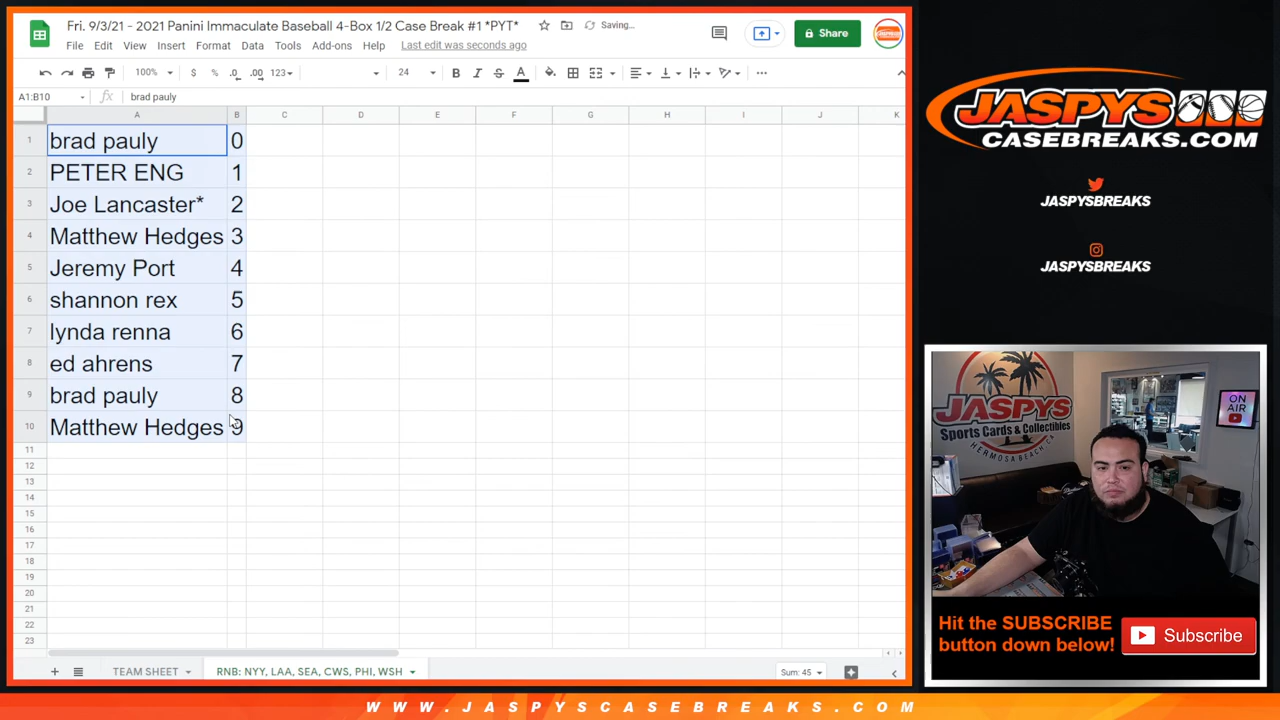 Fri. 9/3/21 - 2021 Panini Immaculate Baseball 4-Box 1/2 Case Break #1 *PYT*
Saving...
File Edit View Insert Format Data Tools Add-ons Help Last edit was seconds ago
Share
100% $ % .0 .00 123 24 B I S A
A1:B10 fx brad pauly
A B C D E F G H I J K
1 brad pauly 0
2 PETER ENG 1
3 Joe Lancaster* 2
4 Matthew Hedges 3
5 Jeremy Port 4
6 shannon rex 5
7 lynda renna 6
8 ed ahrens 7
9 brad pauly 8
10 Matthew Hedges 9
11
12
13
14
15
16
17
18
19
20
21
22
23
+ TEAM SHEET RNB: NYY, LAA, SEA, CWS, PHI, WSH Sum: 45
JASPYS
CASEBREAKS.COM
JASPYSBREAKS
JASPYSBREAKS
JASPYS
Sports Cards & Collectibles
HERMOSA BEACH, CA
ON AIR
Hit the SUBSCRIBE
button down below!
Subscribe
WWW.JASPYSCASEBREAKS.COM